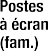 Postes
à écran
(fam.)